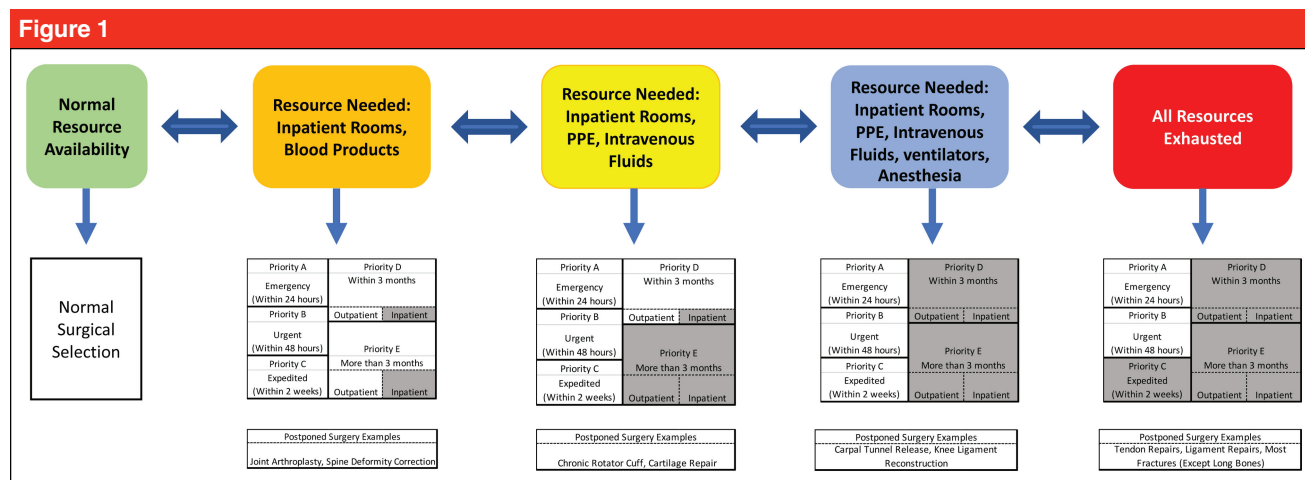 Figure 1
Normal
Resource
Availability
Resource Needed:
Inpatient Rooms,
Blood Products
Resource Needed:
Inpatient Rooms,
PPE, Intravenous
Fluids
Resource Needed:
Inpatient Rooms,
PPE, Intravenous
Fluids, ventilators,
Anesthesia
All Resources
Exhausted
Normal
Surgical
Selection
Priority A
Emergency
(Within 24 hours)
Priority B
Urgent
(Within 48 hours)
Priority C
Expedited
(Within 2 weeks)
Priority D
Within 3 months
Outpatient Inpatient
Priority E
More than 3 months
Outpatient Inpatient
Postponed Surgery Examples
Joint Arthroplasty, Spine Deformity Correction
Priority A
Emergency
(Within 24 hours)
Priority B
Urgent
(Within 48 hours)
Priority C
Expedited
(Within 2 weeks)
Priority D
Within 3 months
Outpatient Inpatient
Priority E
More than 3 months
Outpatient Inpatient
Postponed Surgery Examples
Chronic Rotator Cuff, Cartilage Repair
Priority A
Emergency
(Within 24 hours)
Priority B
Urgent
(Within 48 hours)
Priority C
Expedited
(Within 2 weeks)
Priority D
Within 3 months
Outpatient Inpatient
Priority E
More than 3 months
Outpatient Inpatient
Postponed Surgery Examples
Carpal Tunnel Release, Knee Ligament
Reconstruction
Priority A
Emergency
(Within 24 hours)
Priority B
Urgent
(Within 48 hours)
Priority C
Expedited
(Within 2 weeks)
Priority D
Within 3 months
Outpatient Inpatient
Priority E
More than 3 months
Outpatient Inpatient
Postponed Surgery Examples
Tendon Repairs, Ligament Repairs, Most
Fractures (Except Long Bones)